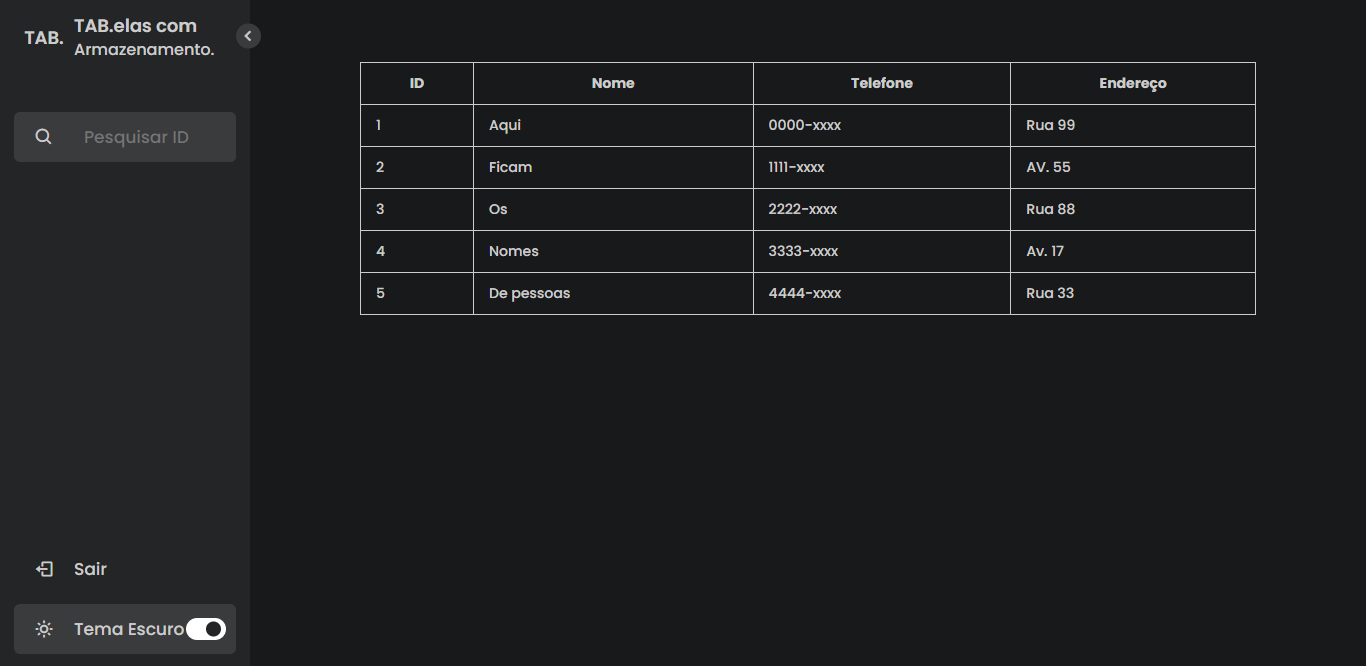 TAB.
TAB.elas com
Armazenamento.
Pesquisar ID
Sair
Tema Escuro
ID Nome Telefone Endereço
1 Aqui 0000-xxxx Rua 99
2 Ficam 1111-xxxx AV. 55
3 Os 2222-xxxx Rua 88
4 Nomes 3333-xxxx Av. 17
5 De pessoas 4444-xxxx Rua 33